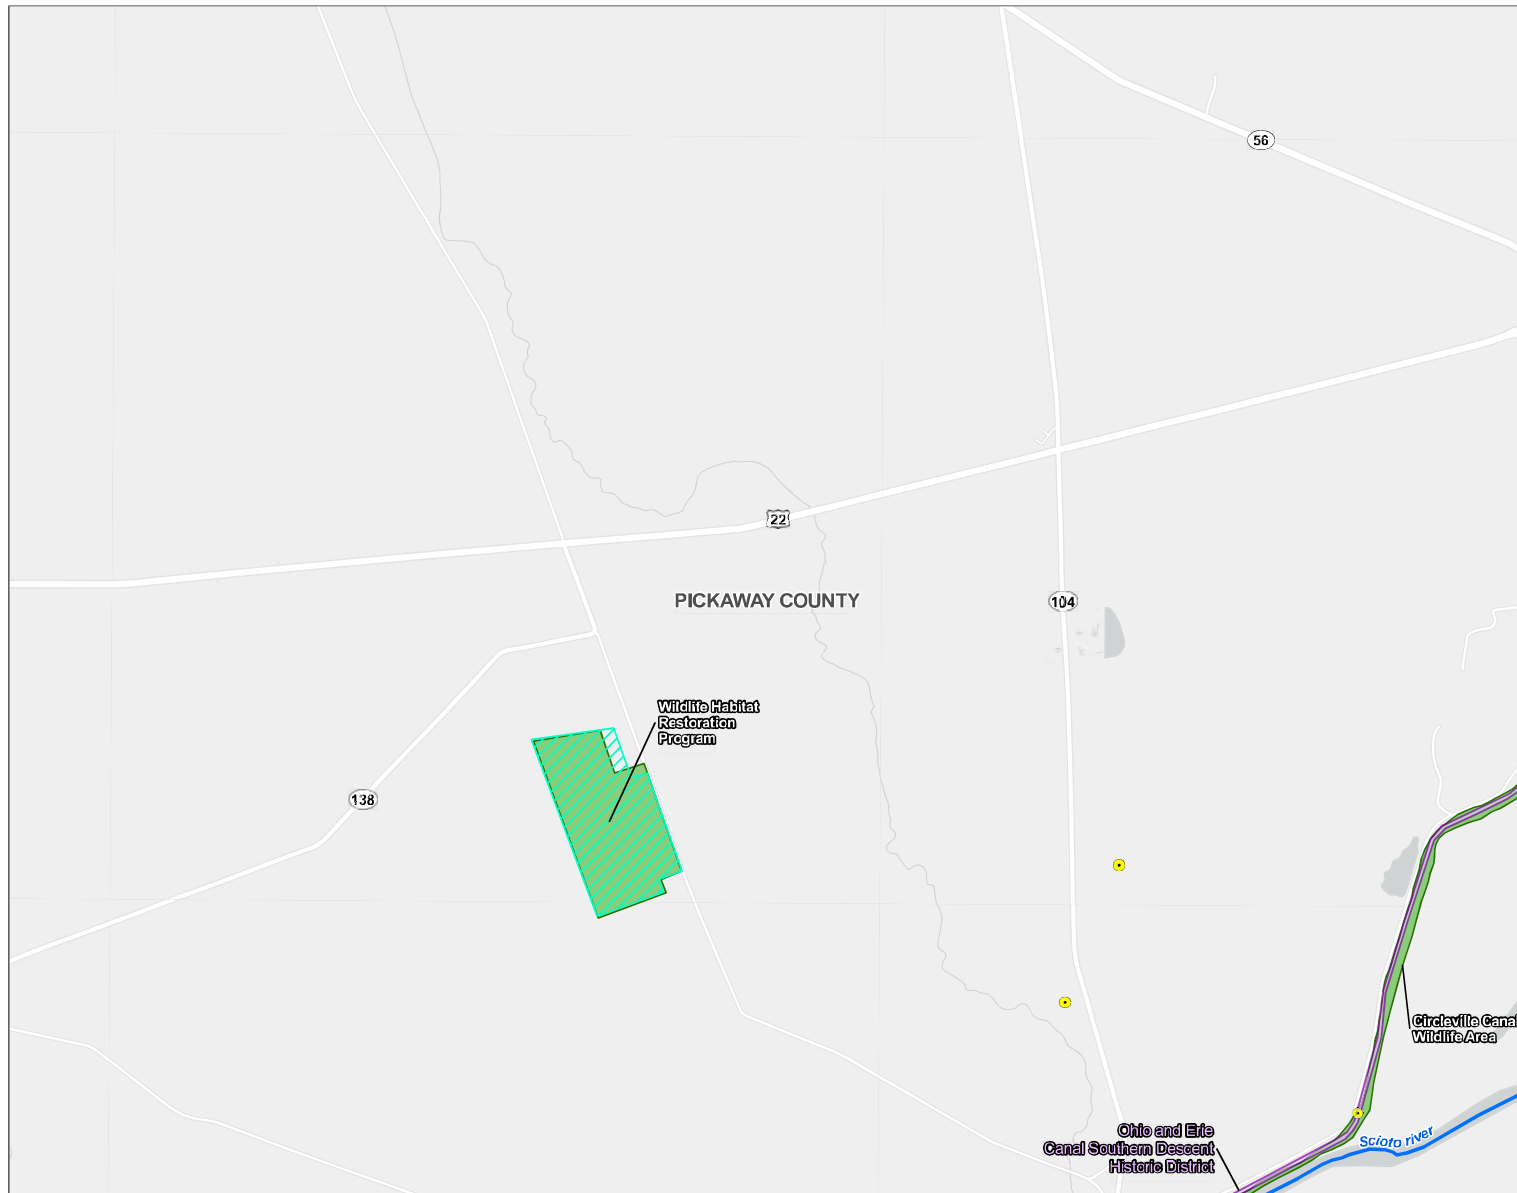 56
22
PICKAWAY COUNTY
104
Wildlife Habitat
Restoration
Program
138
Circleville Canal
Wildlife Area
Ohio and Erie
Canal Southern Descent
Historic District
Scioto river